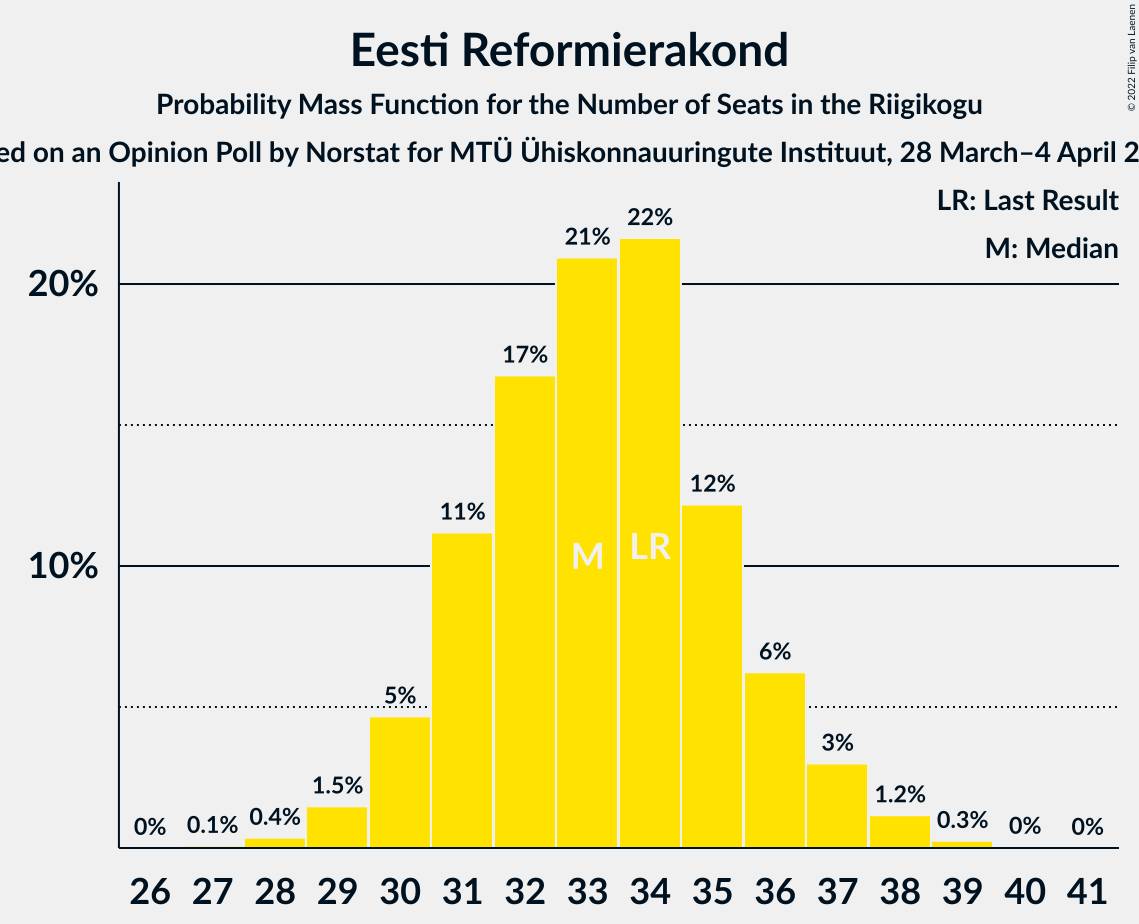 Eesti Reformierakond
Probability Mass Function for the Number of Seats in the Riigikogu
on an Opinion Poll by Norstat for MTÜ Ühiskonnauuringute Instituut, 28 March–4 April
© 2022 Filip van Laenen
LR: Last Result
M: Median
20%
10%
0%
0.1%
0.4%
1.5%
5%
11%
17%
21%
22%
12%
6%
3%
1.2%
0.3%
0%
0%
M
LR
26 27 28 29 30 31 32 33 34 35 36 37 38 39 40 41